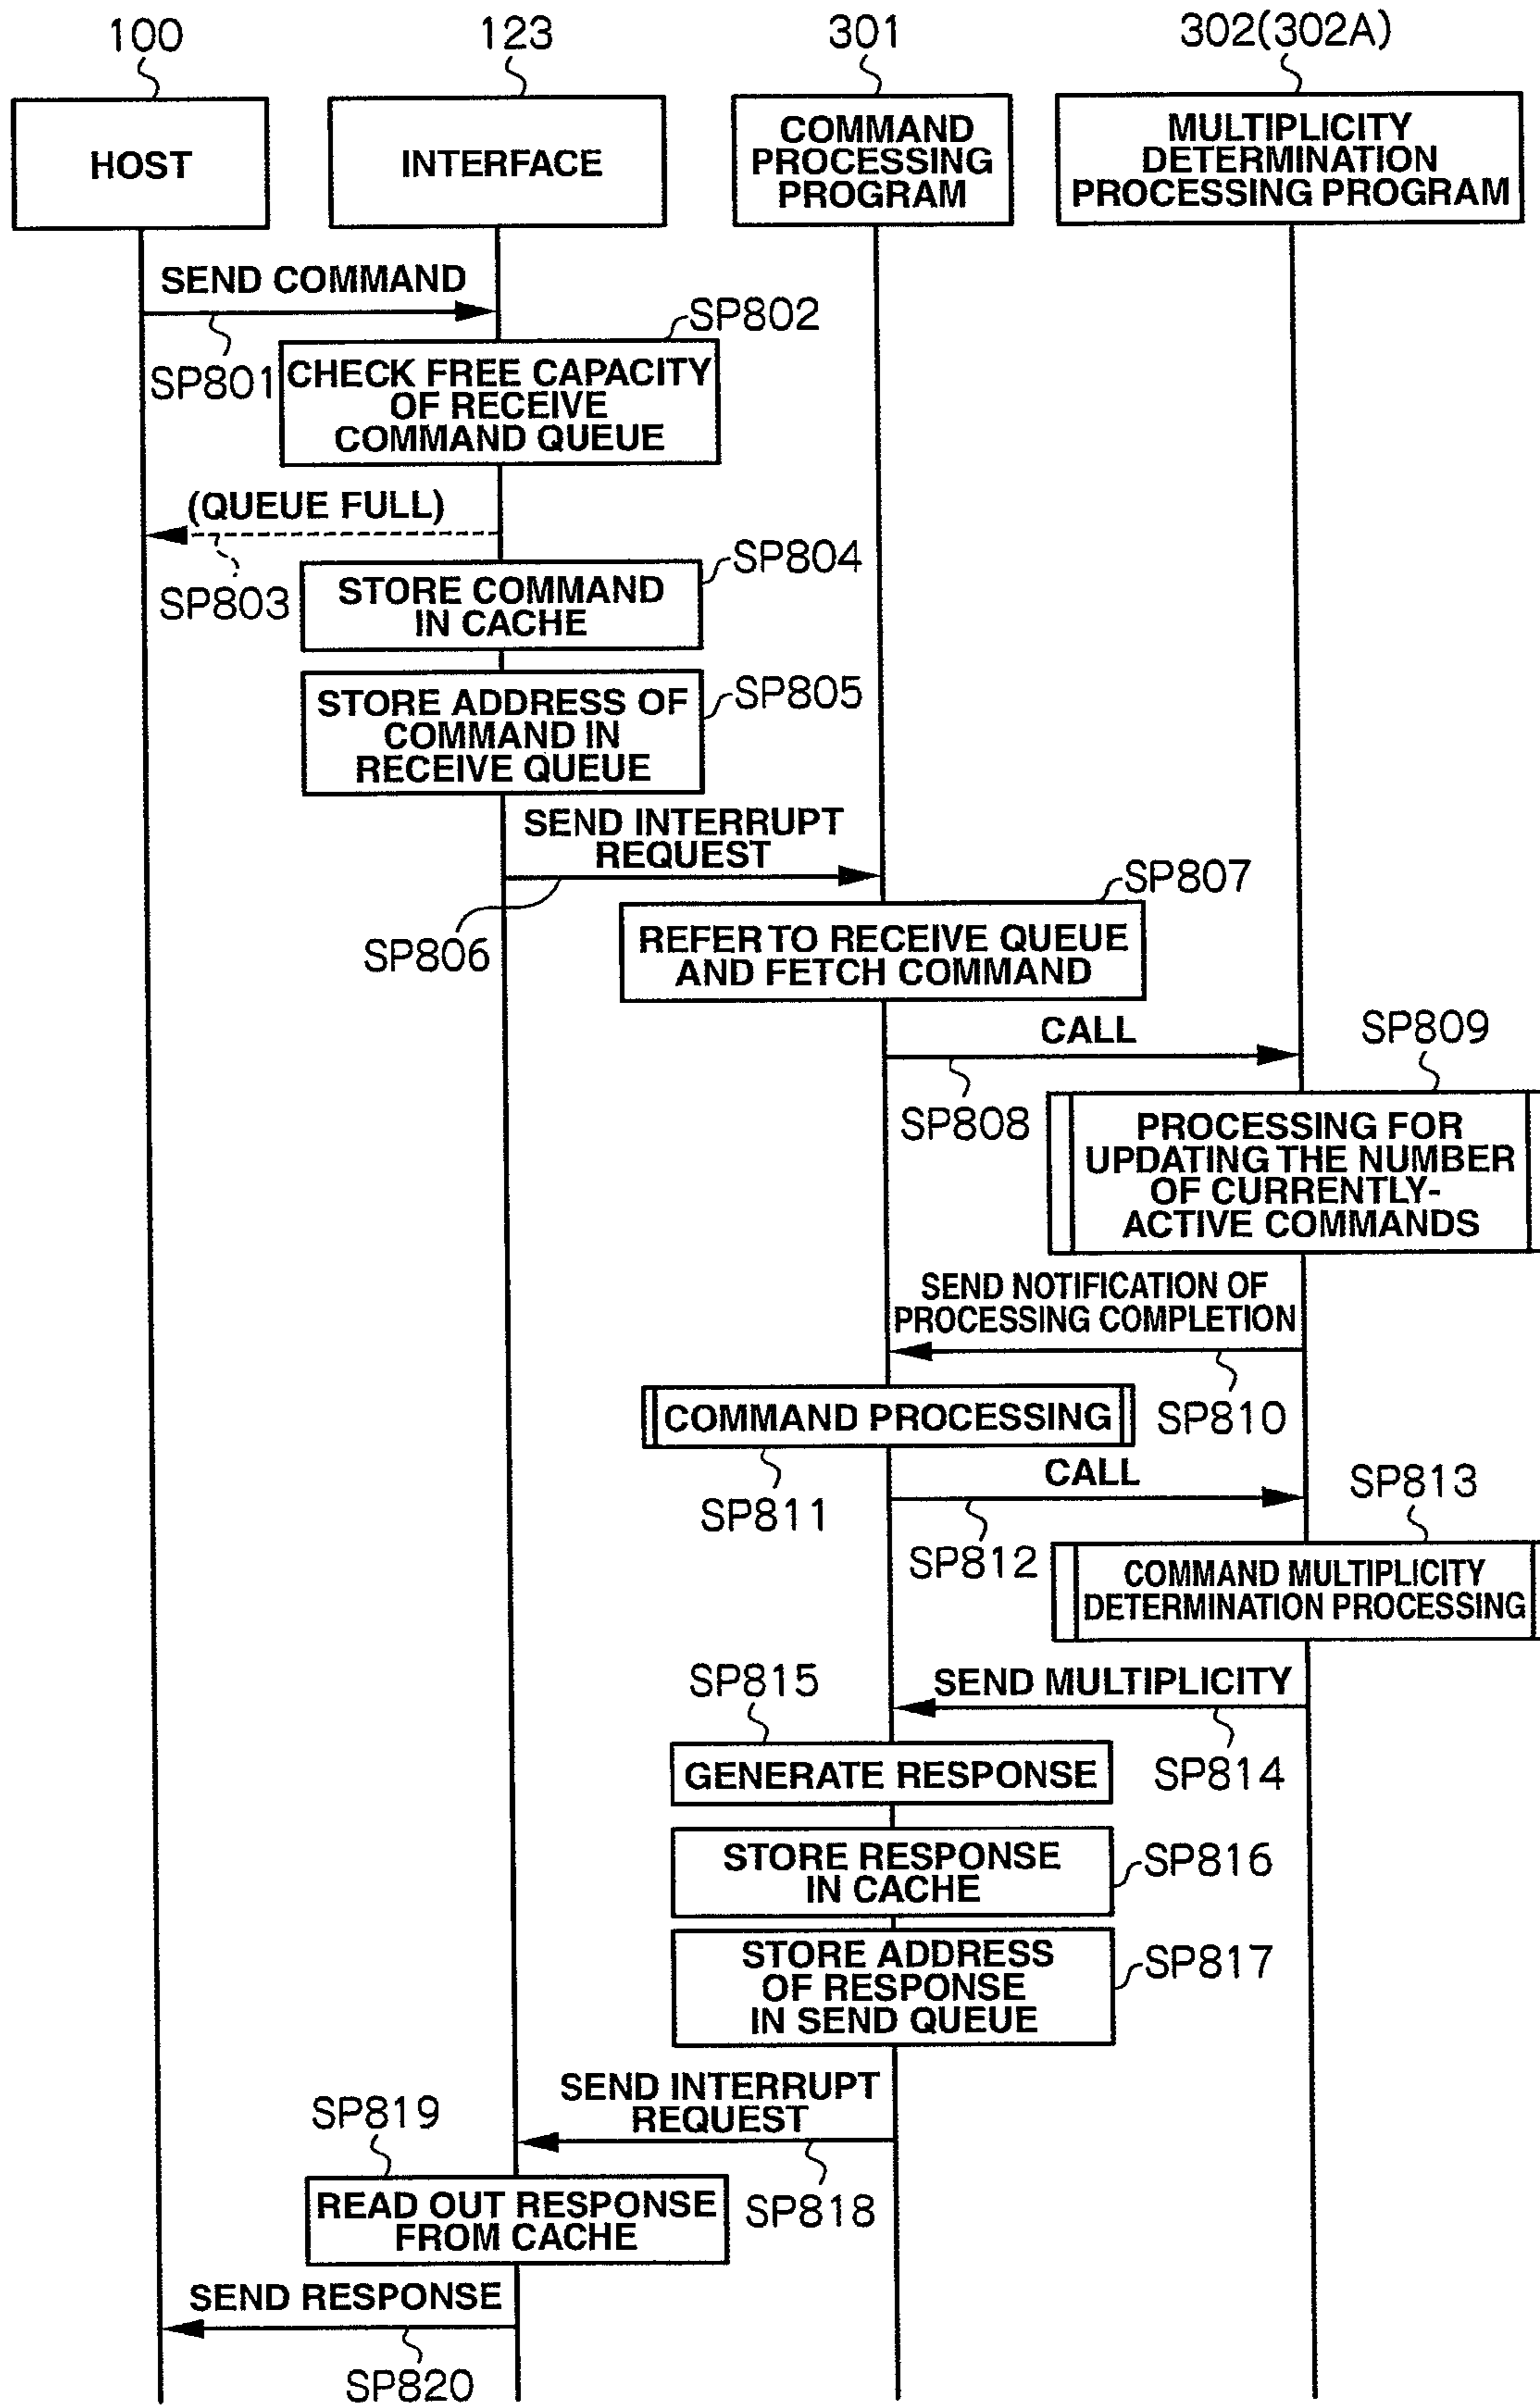 100
123
301
302(302A)
HOST
INTERFACE
COMMAND
PROCESSING
PROGRAM
MULTIPLICITY
DETERMINATION
PROCESSING PROGRAM
SEND COMMAND
SP801
SP802
CHECK FREE CAPACITY
OF RECEIVE
COMMAND QUEUE
(QUEUE FULL)
SP803
SP804
STORE COMMAND
IN CACHE
SP805
STORE ADDRESS OF
COMMAND IN
RECEIVE QUEUE
SEND INTERRUPT
REQUEST
SP806
SP807
REFER TO RECEIVE QUEUE
AND FETCH COMMAND
CALL
SP808
SP809
PROCESSING FOR
UPDATING THE NUMBER
OF CURRENTLY-
ACTIVE COMMANDS
SEND NOTIFICATION OF
PROCESSING COMPLETION
SP810
COMMAND PROCESSING
SP811
CALL
SP812
SP813
COMMAND MULTIPLICITY
DETERMINATION PROCESSING
SEND MULTIPLICITY
SP814
SP815
GENERATE RESPONSE
STORE RESPONSE
IN CACHE
SP816
STORE ADDRESS
OF RESPONSE
IN SEND QUEUE
SP817
SEND INTERRUPT
REQUEST
SP818
SP819
READ OUT RESPONSE
FROM CACHE
SEND RESPONSE
SP820